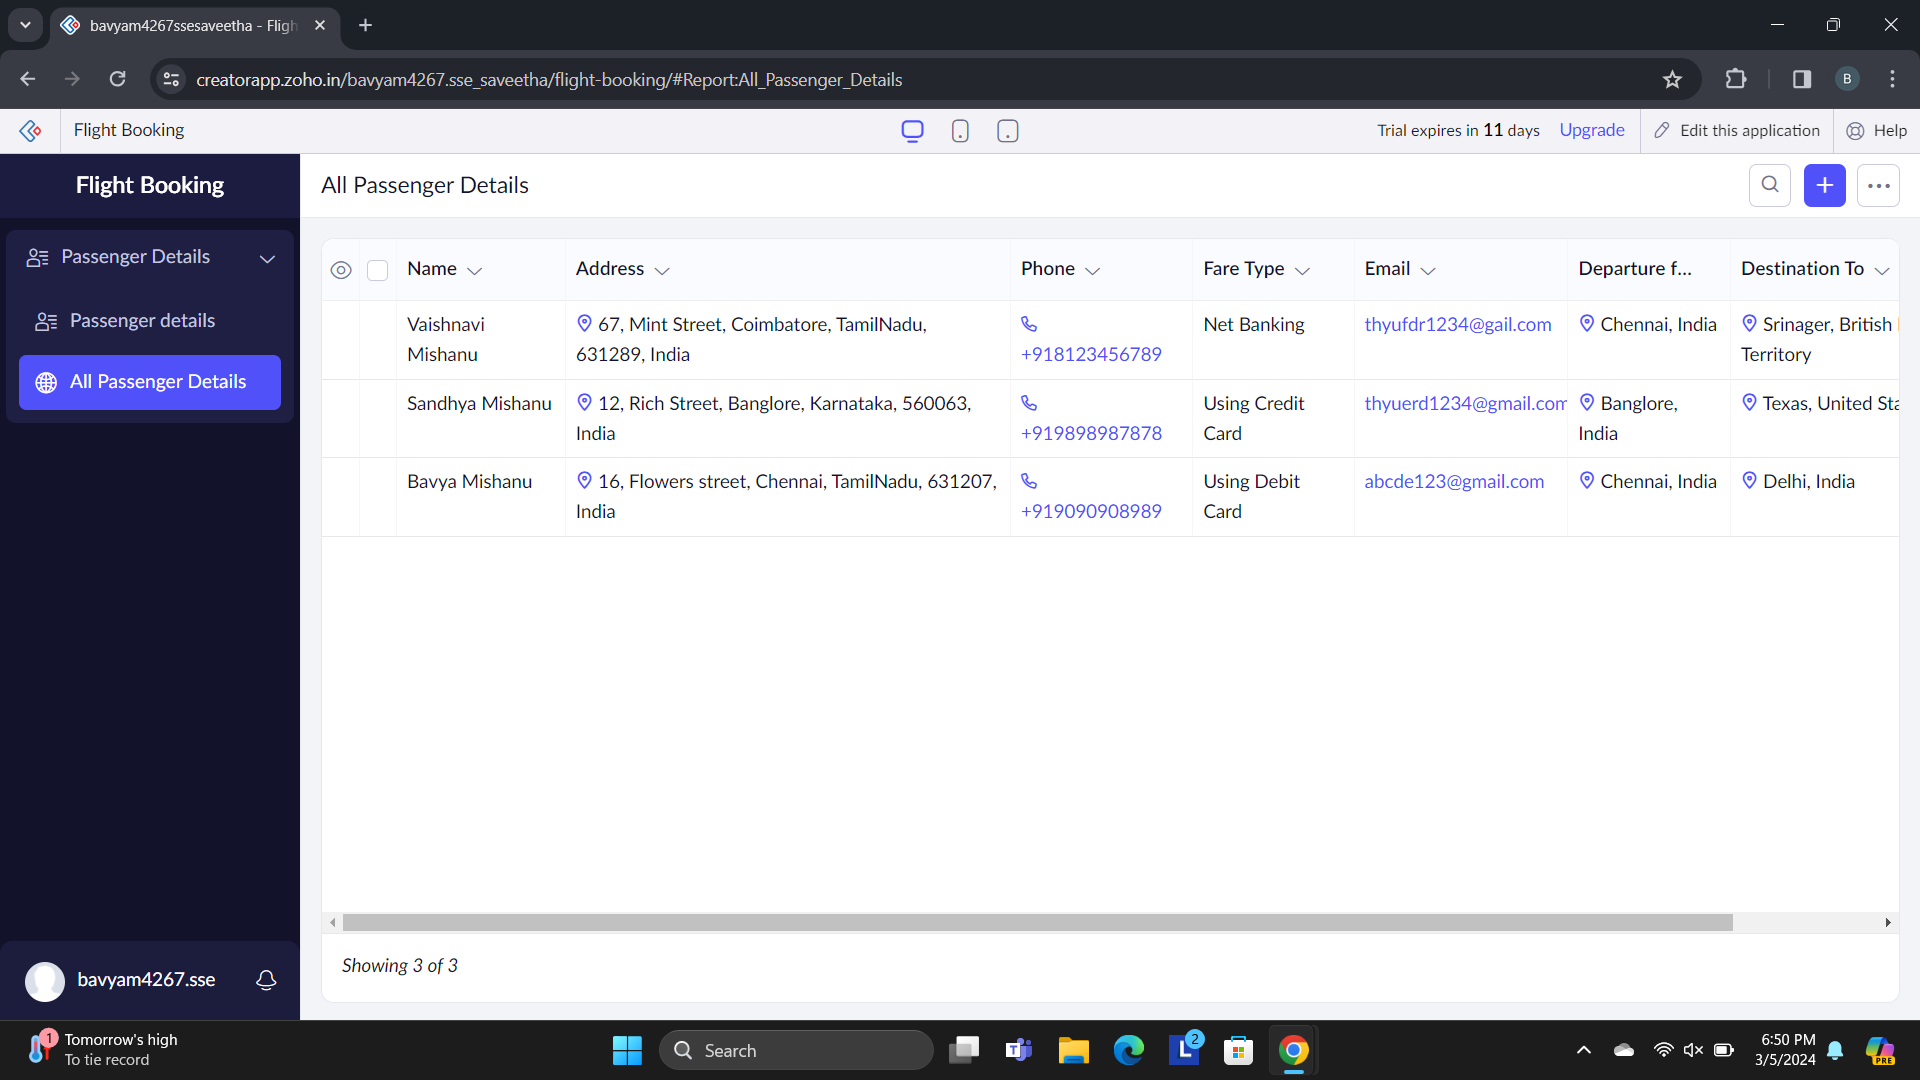 bavyam4267ssesaveetha - Fligh
creatorapp.zoho.in/bavyam4267.sse_saveetha/flight-booking/#Report:All_Passenger_Details
B
Flight Booking
Trial expires in 11 days Upgrade
Edit this application
Help
Flight Booking
Passenger Details
Passenger details
All Passenger Details
bavyam4267.sse
All Passenger Details
Name Address Phone Fare Type Email Departure f... Destination To
Vaishnavi 67, Mint Street, Coimbatore, TamilNadu, Net Banking thyufdr1234@gail.com Chennai, India Srinager, British
Mishanu 631289, India +918123456789 Territory
Sandhya Mishanu 12, Rich Street, Banglore, Karnataka, 560063, Using Credit thyuerd1234@gmail.com Banglore, Texas, United Sta
India +919898987878 Card India
Bavya Mishanu 16, Flowers street, Chennai, TamilNadu, 631207, Using Debit abcde123@gmail.com Chennai, India Delhi, India
India +919090908989 Card
Showing 3 of 3
1
Tomorrow's high
To tie record
Search
T
L
2
6:50 PM
3/5/2024
PRE